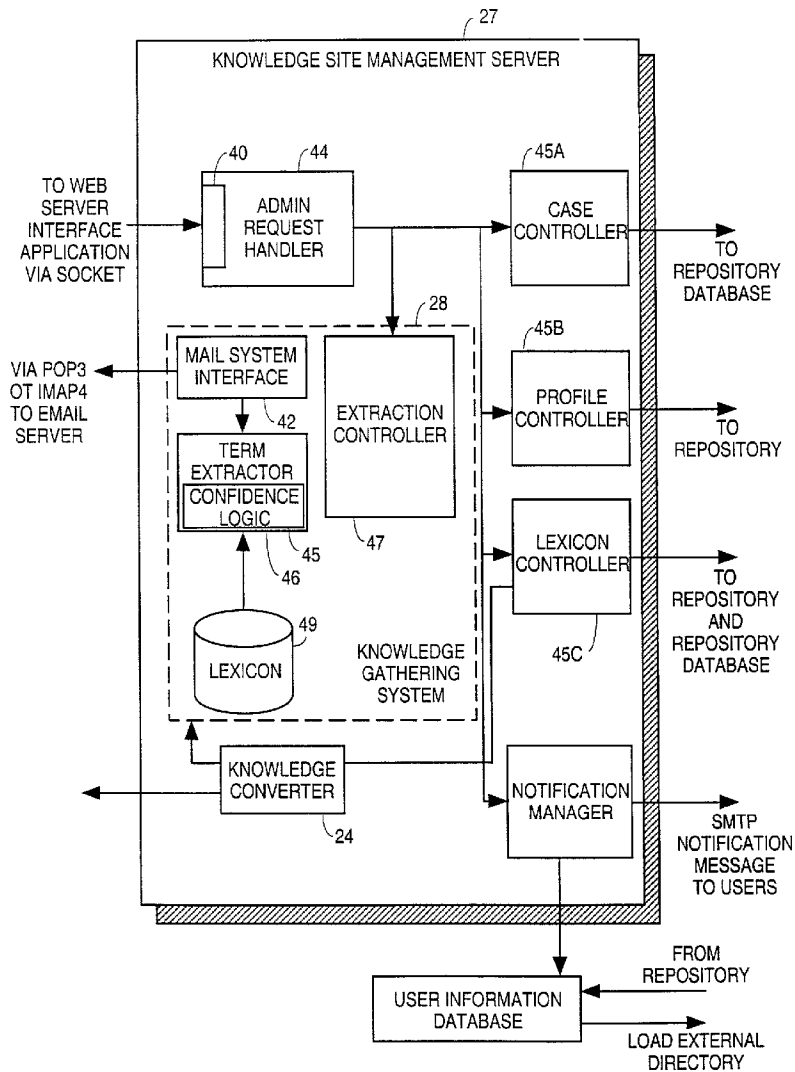 27
KNOWLEDGE SITE MANAGEMENT SERVER
40
44
45A
TO WEB
SERVER
INTERFACE
APPLICATION
VIA SOCKET
ADMIN
REQUEST
HANDLER
CASE
CONTROLLER
TO
REPOSITORY
DATABASE
28
45B
VIA POP3
OT IMAP4
TO EMAIL
SERVER
MAIL SYSTEM
INTERFACE
42
EXTRACTION
CONTROLLER
PROFILE
CONTROLLER
TO
REPOSITORY
TERM
EXTRACTOR
CONFIDENCE
LOGIC
45
46
47
LEXICON
CONTROLLER
45C
TO
REPOSITORY
AND
REPOSITORY
DATABASE
49
LEXICON
KNOWLEDGE
GATHERING
SYSTEM
KNOWLEDGE
CONVERTER
24
NOTIFICATION
MANAGER
SMTP
NOTIFICATION
MESSAGE
TO USERS
USER INFORMATION
DATABASE
FROM
REPOSITORY
LOAD EXTERNAL
DIRECTORY